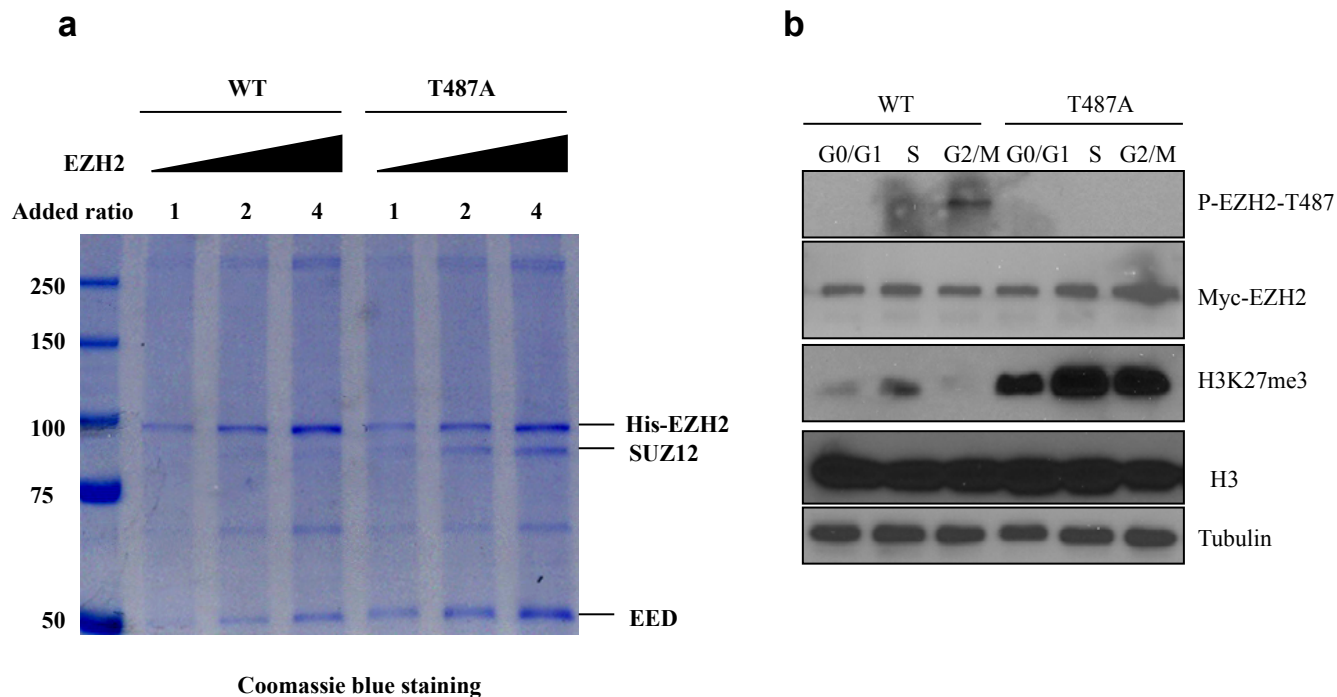 a
WT T487A
EZH2
Added ratio 1 2 4 1 2 4
250
150
100
75
50
His-EZH2
SUZ12
EED
Coomassie blue staining
b
WT T487A
G0/G1 S G2/M G0/G1 S G2/M
P-EZH2-T487
Myc-EZH2
H3K27me3
H3
Tubulin